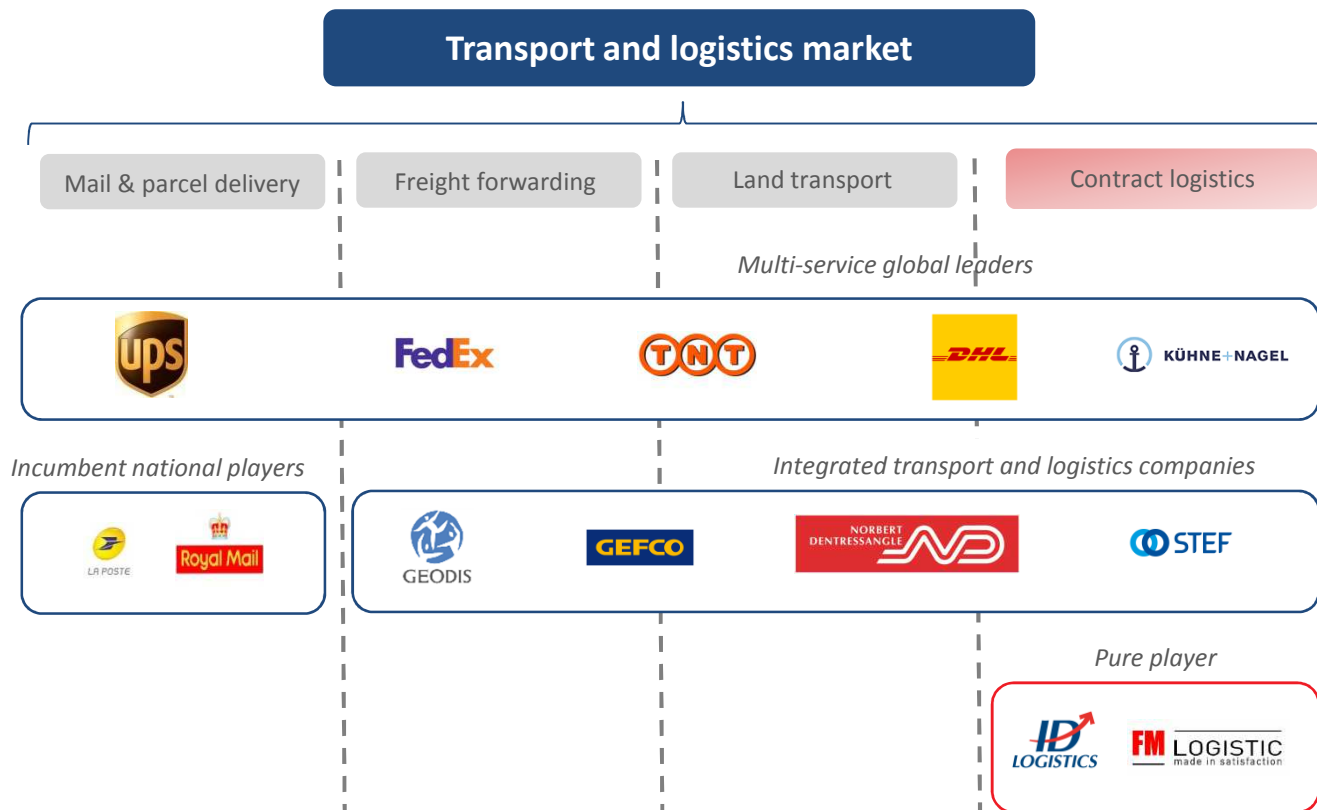 Transport and logistics market
Mail & parcel delivery
Freight forwarding
Land transport
Contract logistics
Multi-service global leaders
ups
FedEx
TNT
DHL
KÜHNE+NAGEL
Incumbent national players
Integrated transport and logistics companies
LA POSTE
Royal Mail
GEODIS
GEFCO
NORBERT
DENTRESSANGLE
ND
STEF
Pure player
ID
LOGISTICS
FM LOGISTIC
made in satisfaction